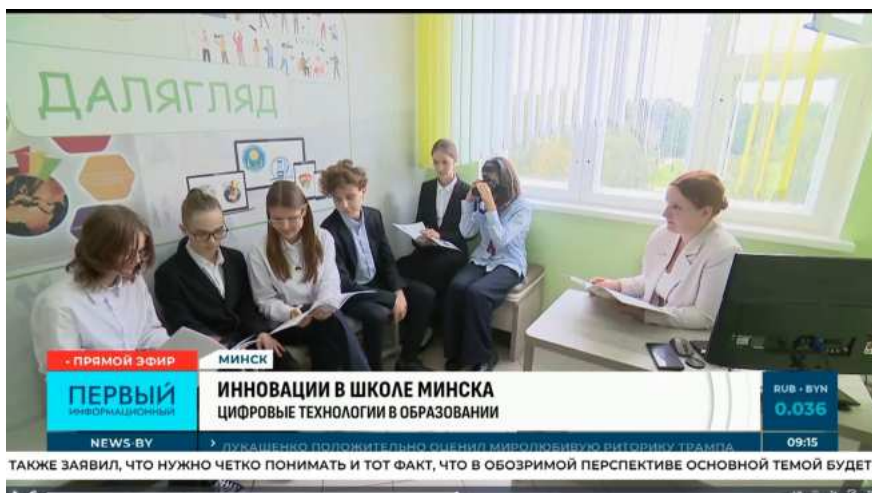 ДАЛЯГЛЯД
• ПРЯМОЙ ЭФИР
МИНСК
ПЕРВЫЙ
ИНФОРМАЦИОННЫЙ
ИННОВАЦИИ В ШКОЛЕ МИНСКА
ЦИФРОВЫЕ ТЕХНОЛОГИИ В ОБРАЗОВАНИИ
RUB • BYN
0.036
NEWS.BY
> ЛУКАШЕНКО ПОЛОЖИТЕЛЬНО ОЦЕНИЛ МИРОЛЮБИВУЮ РИТОРИКУ ТРАМПА
09:15
ТАКЖЕ ЗАЯВИЛ, ЧТО НУЖНО ЧЕТКО ПОНИМАТЬ И ТОТ ФАКТ, ЧТО В ОБОЗРИМОЙ ПЕРСПЕКТИВЕ ОСНОВНОЙ ТЕМОЙ БУДЕТ